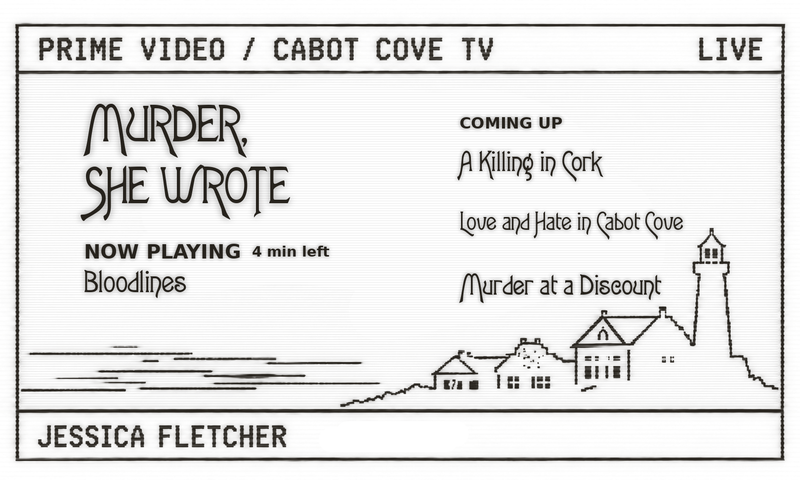 PRIME VIDEO / CABOT COVE TV
LIVE
MURDER,
SHE WROTE
NOW PLAYING 4 min left
Bloodlines
COMING UP
A Killing in Cork
Love and Hate in Cabot Cove
Murder at a Discount
JESSICA FLETCHER